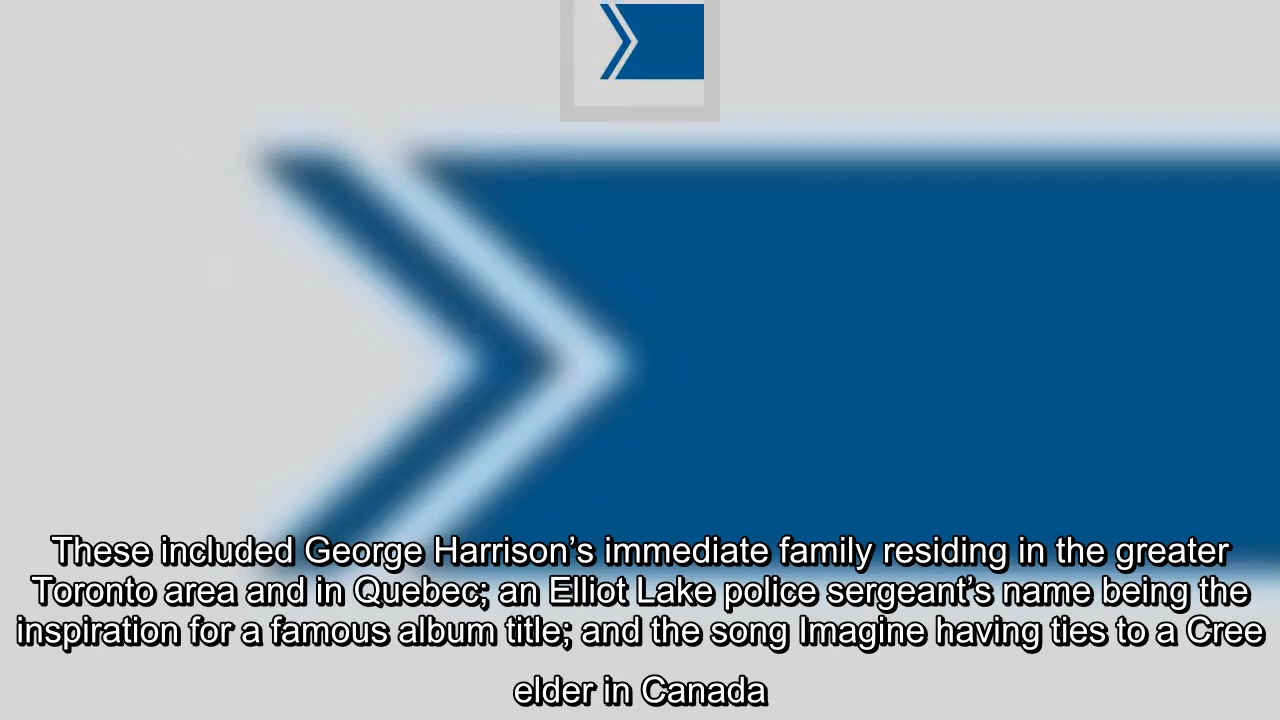 These included George Harrison’s immediate family residing in the greater
Toronto area and in Quebec; an Elliot Lake police sergeant’s name being the
inspiration for a famous album title; and the song Imagine having ties to a Cree
elder in Canada